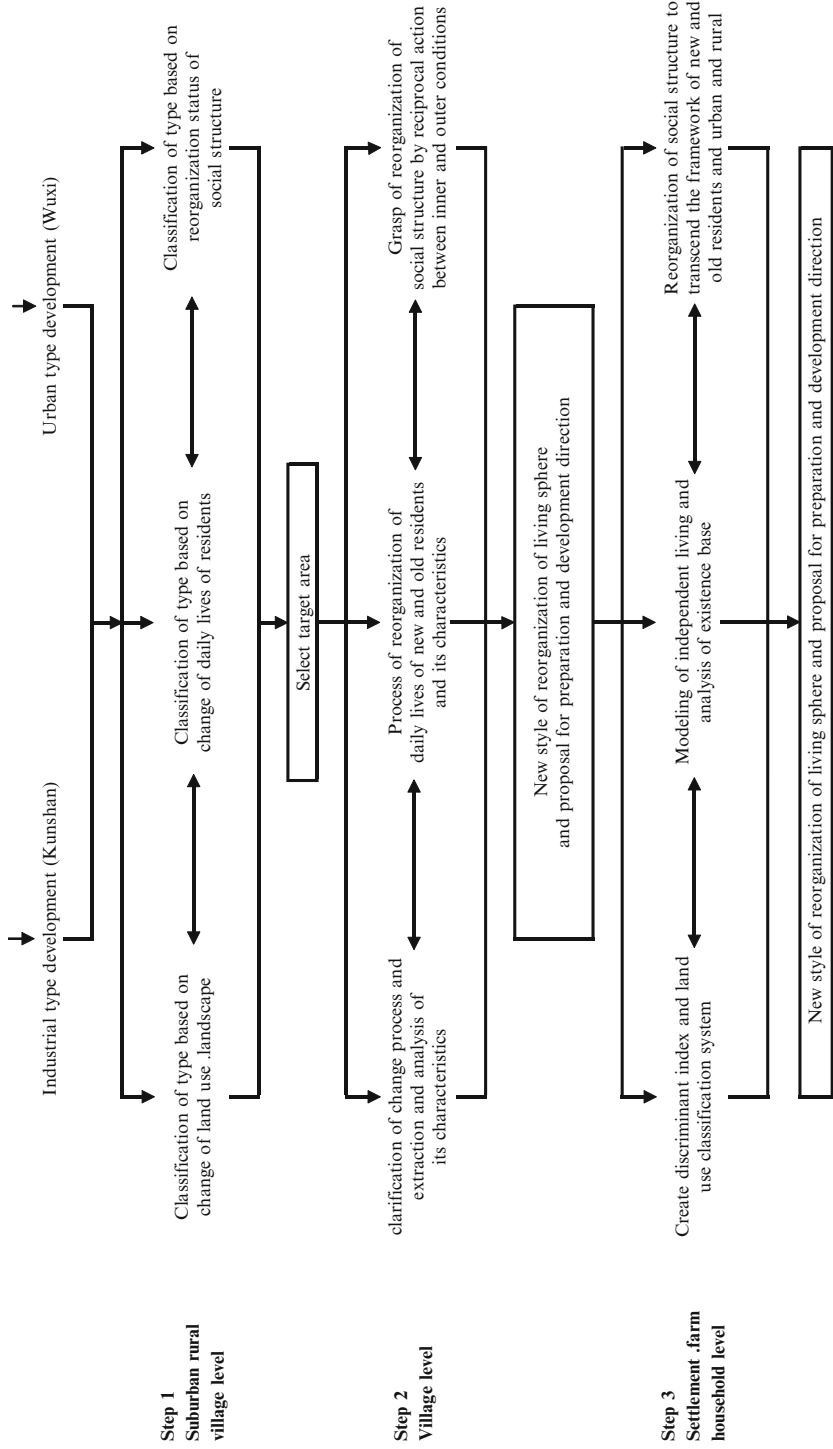 Industrial type development (Kunshan)
Urban type development (Wuxi)
Step 1
Suburban rural
village level
Classification of type based on
change of land use .landscape
Classification of type based on
change of daily lives of residents
Classification of type based on
reorganization status of
social structure
Select target area
Step 2
Village level
clarification of change process and
extraction and analysis of
its characteristics
Process of reorganization of
daily lives of new and old residents
and its characteristics
Grasp of reorganization of
social structure by reciprocal action
between inner and outer conditions
New style of reorganization of living sphere
and proposal for preparation and development direction
Step 3
Settlement .farm
household level
Create discriminant index and land
use classification system
Modeling of independent living and
analysis of existence base
Reorganization of social structure to
transcend the framework of new and
old residents and urban and rural
New style of reorganization of living sphere and proposal for preparation and development direction